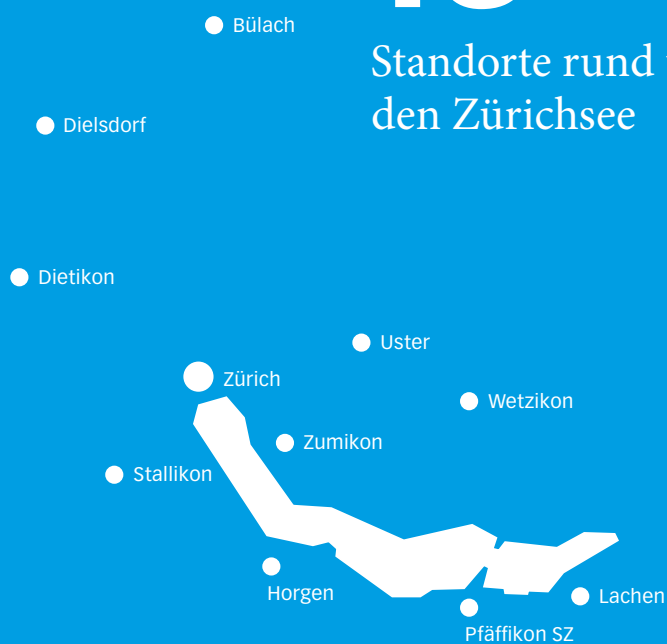 Bülach
Standorte rund
den Zürichsee
Dielsdorf
Dietikon
Uster
Zürich
Wetzikon
Zumikon
Stallikon
Horgen
Lachen
Pfäffikon SZ